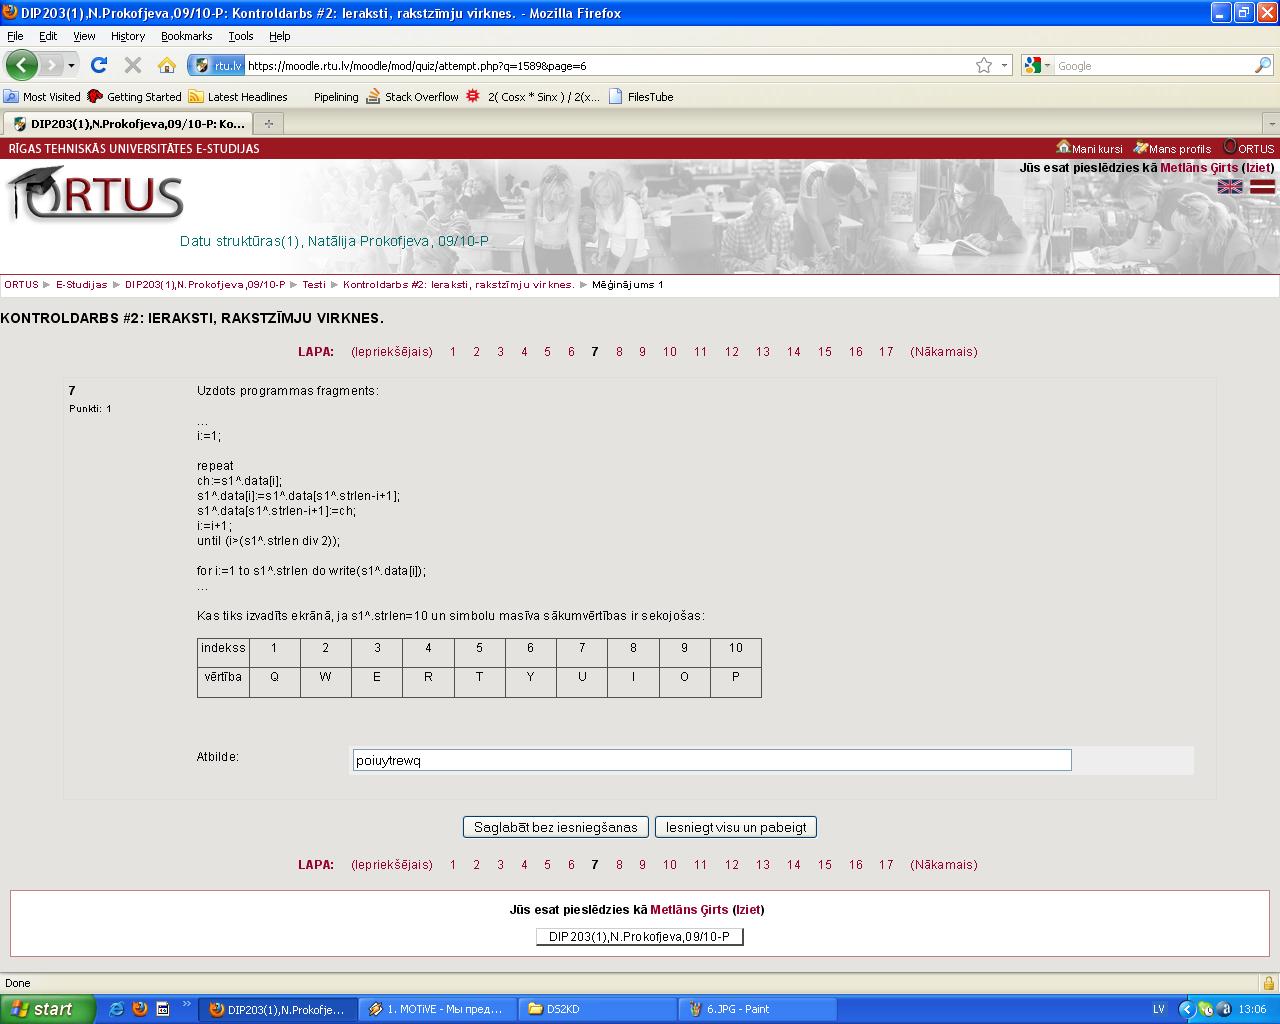 DIP203(1),N.Prokofjeva,09/10-P: Kontroldarbs #2: Ieraksti, rakstzīmju virknes. - Mozilla Firefox
File Edit View History Bookmarks Tools Help
rtu.lv https://moodle.rtu.lv/moodle/mod/quiz/attempt.php?q=1589&page=6 Google
Most Visited Getting Started Latest Headlines Pipelining Stack Overflow 2( Cosx * Sinx ) / 2(x... FilesTube
DIP203(1),N.Prokofjeva,09/10-P: Ko...
RĪGAS TEHNISKĀS UNIVERSITĀTES E-STUDIJAS Mani kursi Mans profils ORTUS
Jūs esat pieslēdzies kā Metlāns Ģirts (Iziet)
ORTUS
Datu struktūras(1), Natālija Prokofjeva, 09/10-P
ORTUS ► E-Studijas ► DIP203(1),N.Prokofjeva,09/10-P ► Testi ► Kontroldarbs #2: Ieraksti, rakstzīmju virknes. ► Mēģinājums 1
KONTROLDARBS #2: IERAKSTI, RAKSTZĪMJU VIRKNES.
LAPA: (Iepriekšējais) 1 2 3 4 5 6 7 8 9 10 11 12 13 14 15 16 17 (Nākamais)
7
Punkti: 1
Uzdots programmas fragments:
...
i:=1;
repeat
ch:=s1^.data[i];
s1^.data[i]:=s1^.data[s1^.strlen-i+1];
s1^.data[s1^.strlen-i+1]:=ch;
i:=i+1;
until (i>(s1^.strlen div 2));
for i:=1 to s1^.strlen do write(s1^.data[i]);
...
Kas tiks izvadīts ekrānā, ja s1^.strlen=10 un simbolu masīva sākumvērtības ir sekojošas:
indekss 1 2 3 4 5 6 7 8 9 10
vērtība Q W E R T Y U I O P
Atbilde: poiuytrewq
Saglabāt bez iesniegšanas Iesniegt visu un pabeigt
LAPA: (Iepriekšējais) 1 2 3 4 5 6 7 8 9 10 11 12 13 14 15 16 17 (Nākamais)
Jūs esat pieslēdzies kā Metlāns Ģirts (Iziet)
DIP203(1),N.Prokofjeva,09/10-P
Done
start DIP203(1),N.Prokofje... 1. MOTiVE - Мы пред... DS2KD 6.JPG - Paint LV 13:06